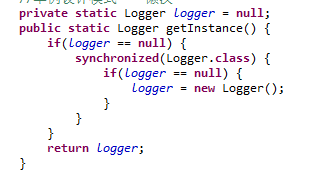 private static Logger logger = null;
public static Logger getInstance() {
if(logger == null) {
synchronized(Logger.class) {
if(logger == null) {
logger = new Logger();
}
}
}
return logger;
}